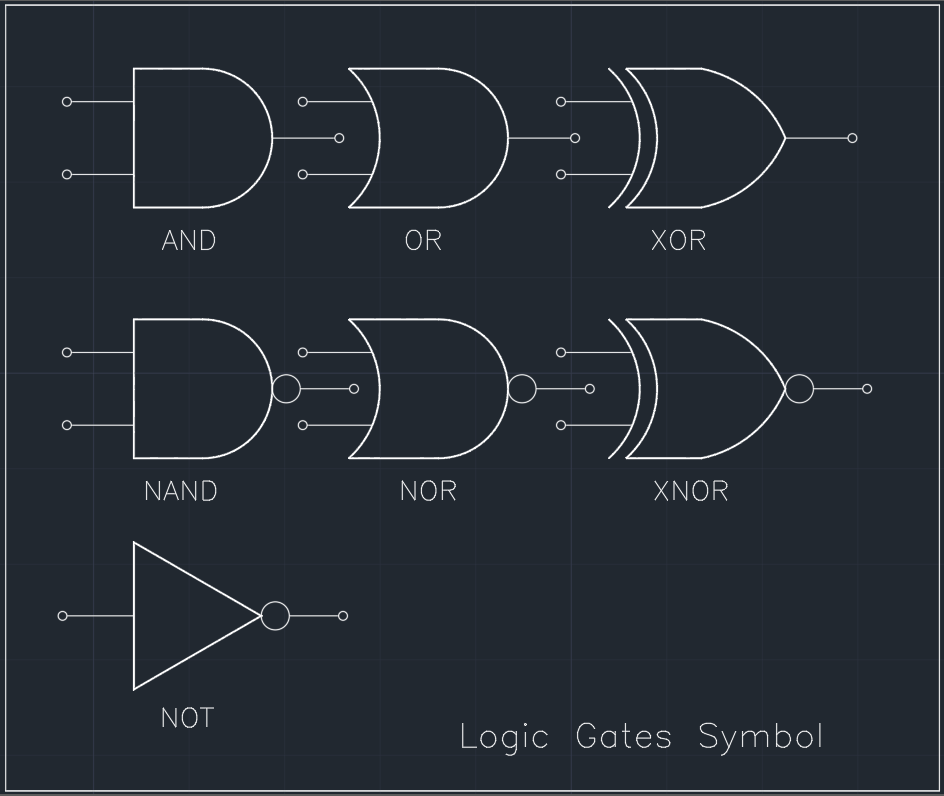 AND
OR
XOR
NAND
NOR
XNOR
NOT
Logic Gates Symbol